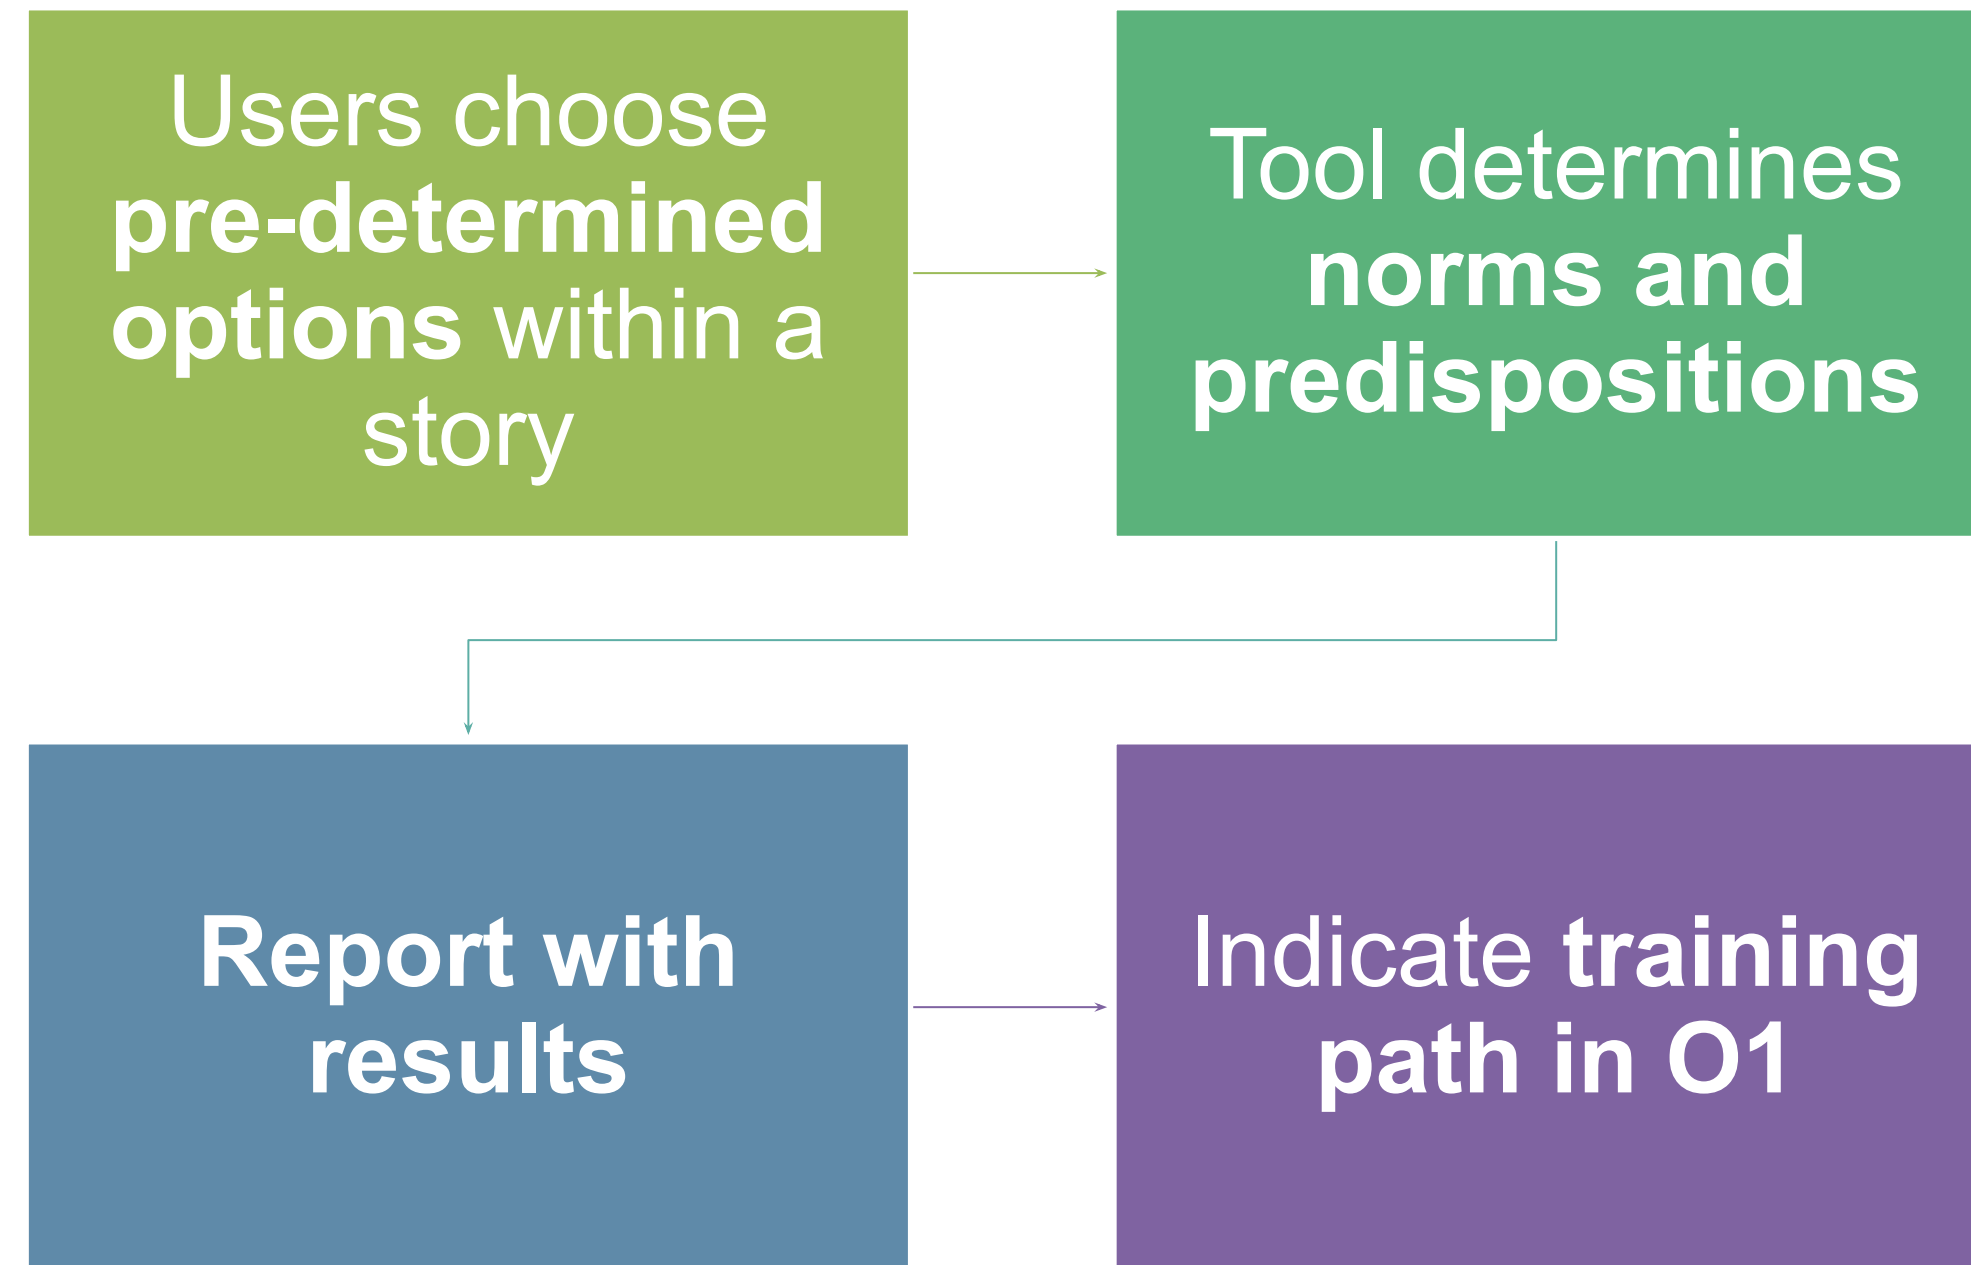 Users choose
pre-determined
options within a
story
Tool determines
norms and
predispositions
Report with
results
Indicate training
path in O1